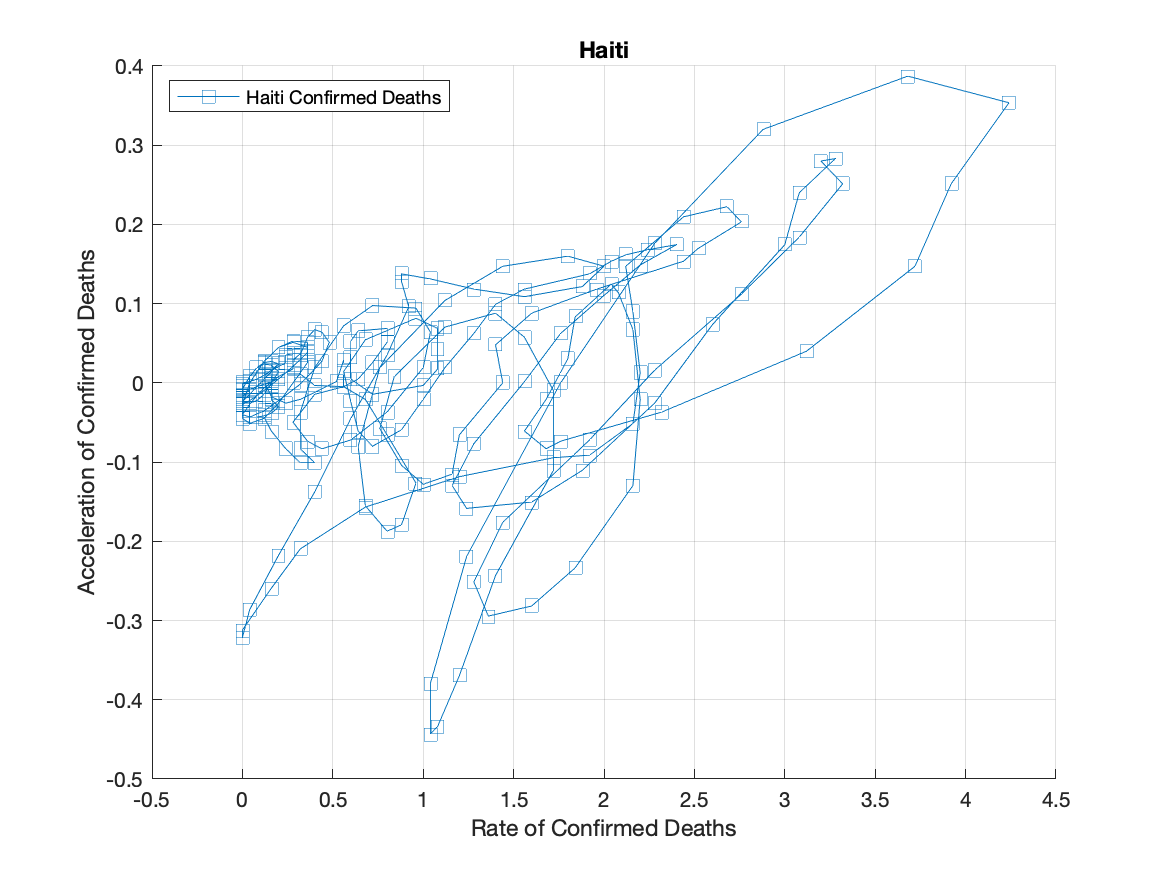 Haiti
Haiti Confirmed Deaths
Acceleration of Confirmed Deaths
0.4
0.3
0.2
0.1
0
-0.1
-0.2
-0.3
-0.4
-0.5
-0.5 0 0.5 1 1.5 2 2.5 3 3.5 4 4.5
Rate of Confirmed Deaths